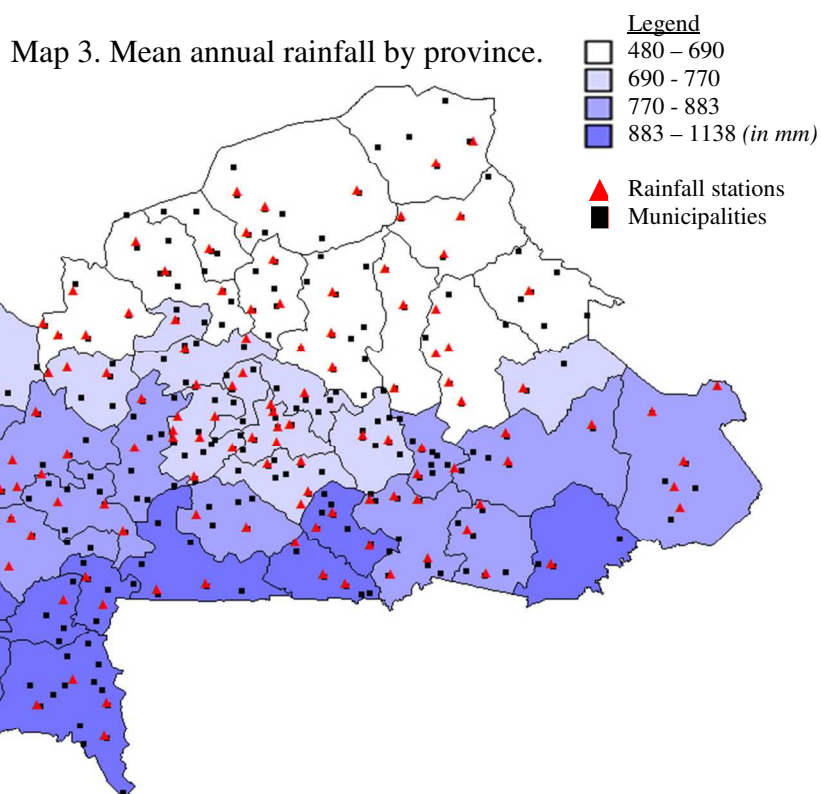 Map 3. Mean annual rainfall by province.
Legend
480 – 690
690 - 770
770 - 883
883 – 1138 (in mm)
Rainfall stations
Municipalities